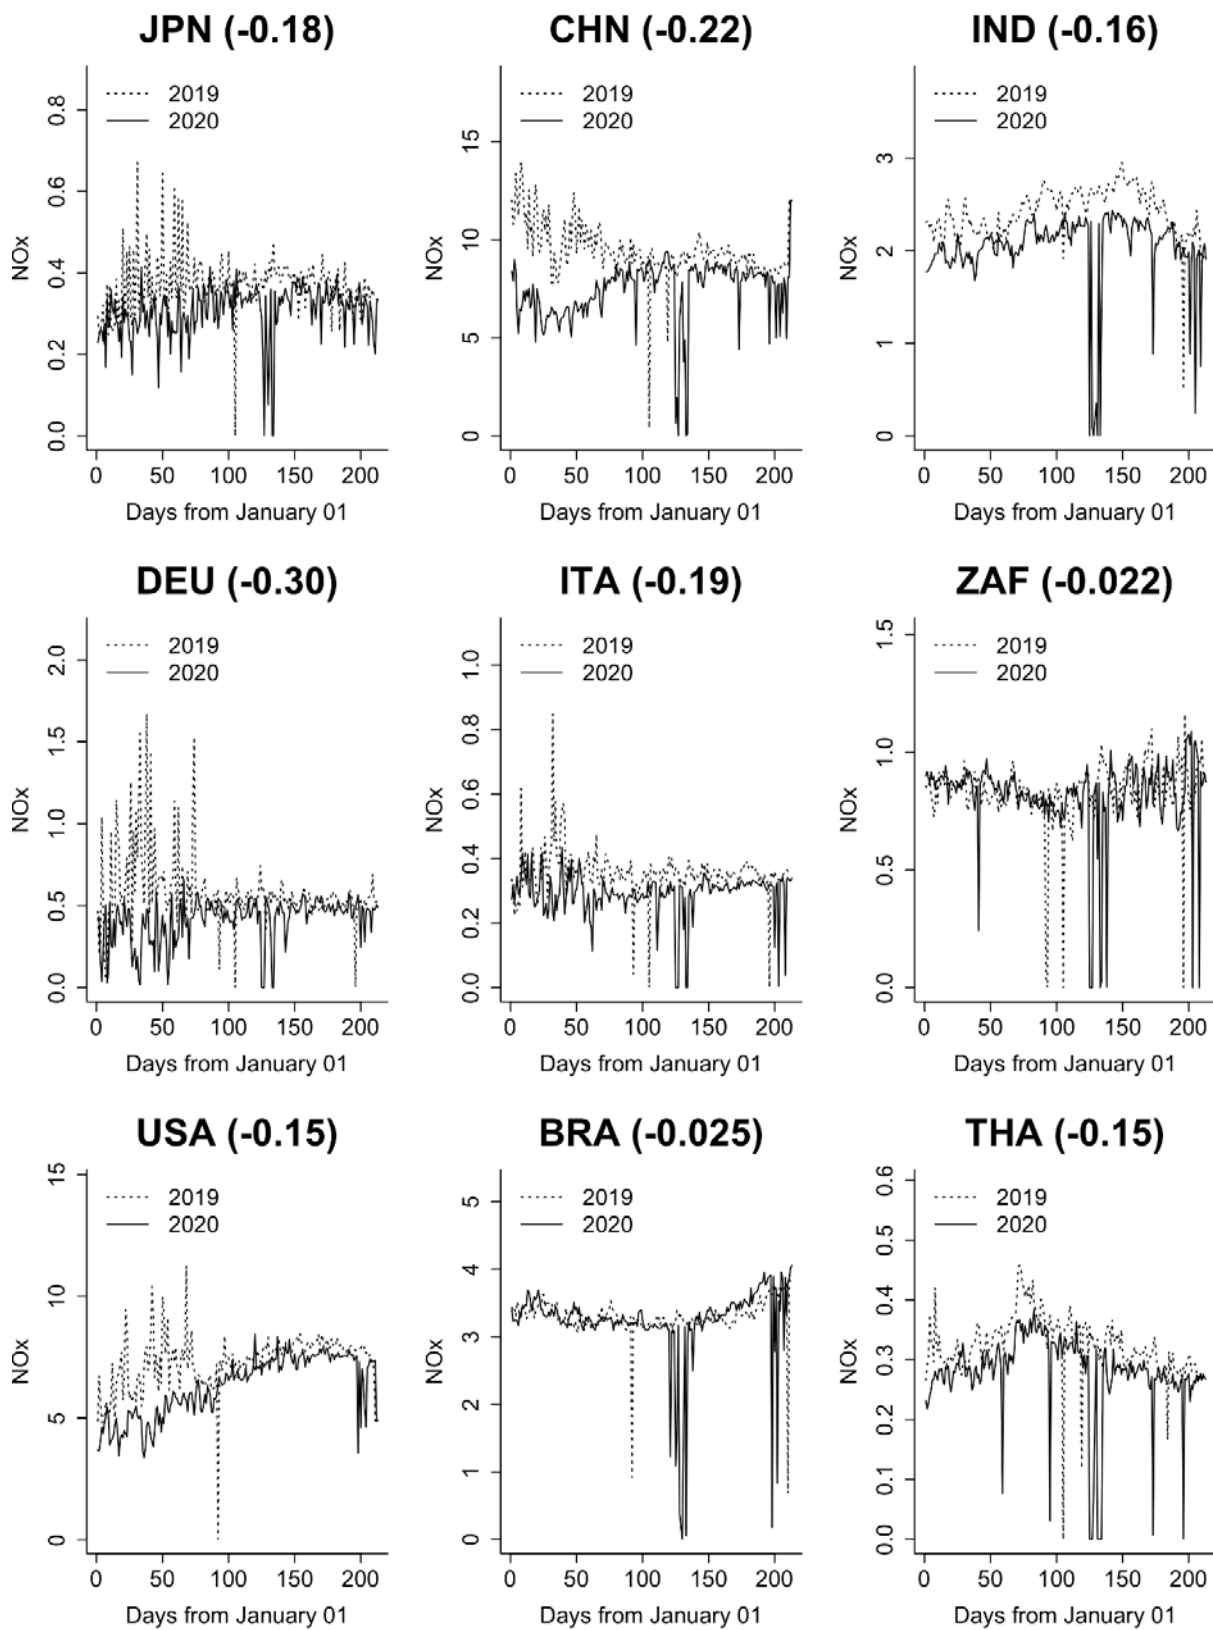 JPN (-0.18)
2019
2020
NOx
0.8
0.6
0.4
0.2
0.0
0 50 100 150 200
Days from January 01
CHN (-0.22)
2019
2020
NOx
15
10
5
0
0 50 100 150 200
Days from January 01
IND (-0.16)
2019
2020
NOx
3
2
1
0
0 50 100 150 200
Days from January 01
DEU (-0.30)
2019
2020
NOx
2.0
1.5
1.0
0.5
0.0
0 50 100 150 200
Days from January 01
ITA (-0.19)
2019
2020
NOx
1.0
0.8
0.6
0.4
0.2
0.0
0 50 100 150 200
Days from January 01
ZAF (-0.022)
2019
2020
NOx
1.5
1.0
0.5
0.0
0 50 100 150 200
Days from January 01
USA (-0.15)
2019
2020
NOx
15
10
5
0
0 50 100 150 200
Days from January 01
BRA (-0.025)
2019
2020
NOx
5
4
3
2
1
0
0 50 100 150 200
Days from January 01
THA (-0.15)
2019
2020
NOx
0.6
0.5
0.4
0.3
0.2
0.1
0.0
0 50 100 150 200
Days from January 01